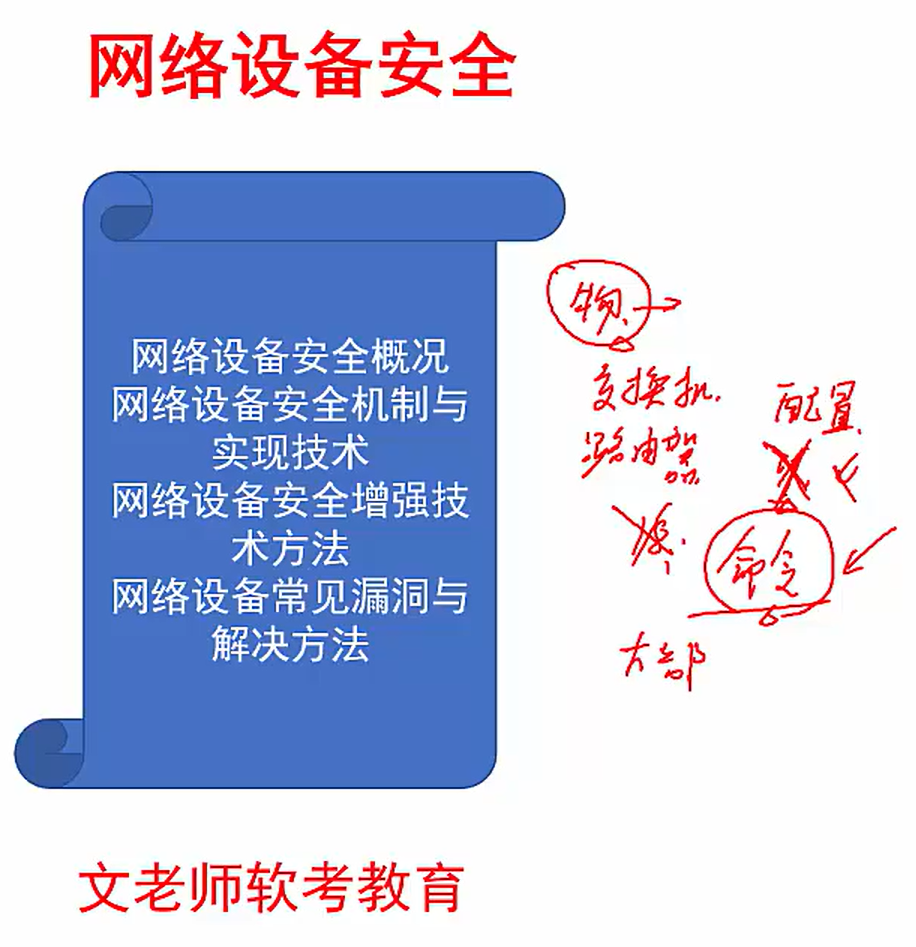 网络设备安全
网络设备安全概况
网络设备安全机制与
实现技术
网络设备安全增强技
术方法
网络设备常见漏洞与
解决方法
物
交换机
路由器
配置
命令
大部
文老师软考教育